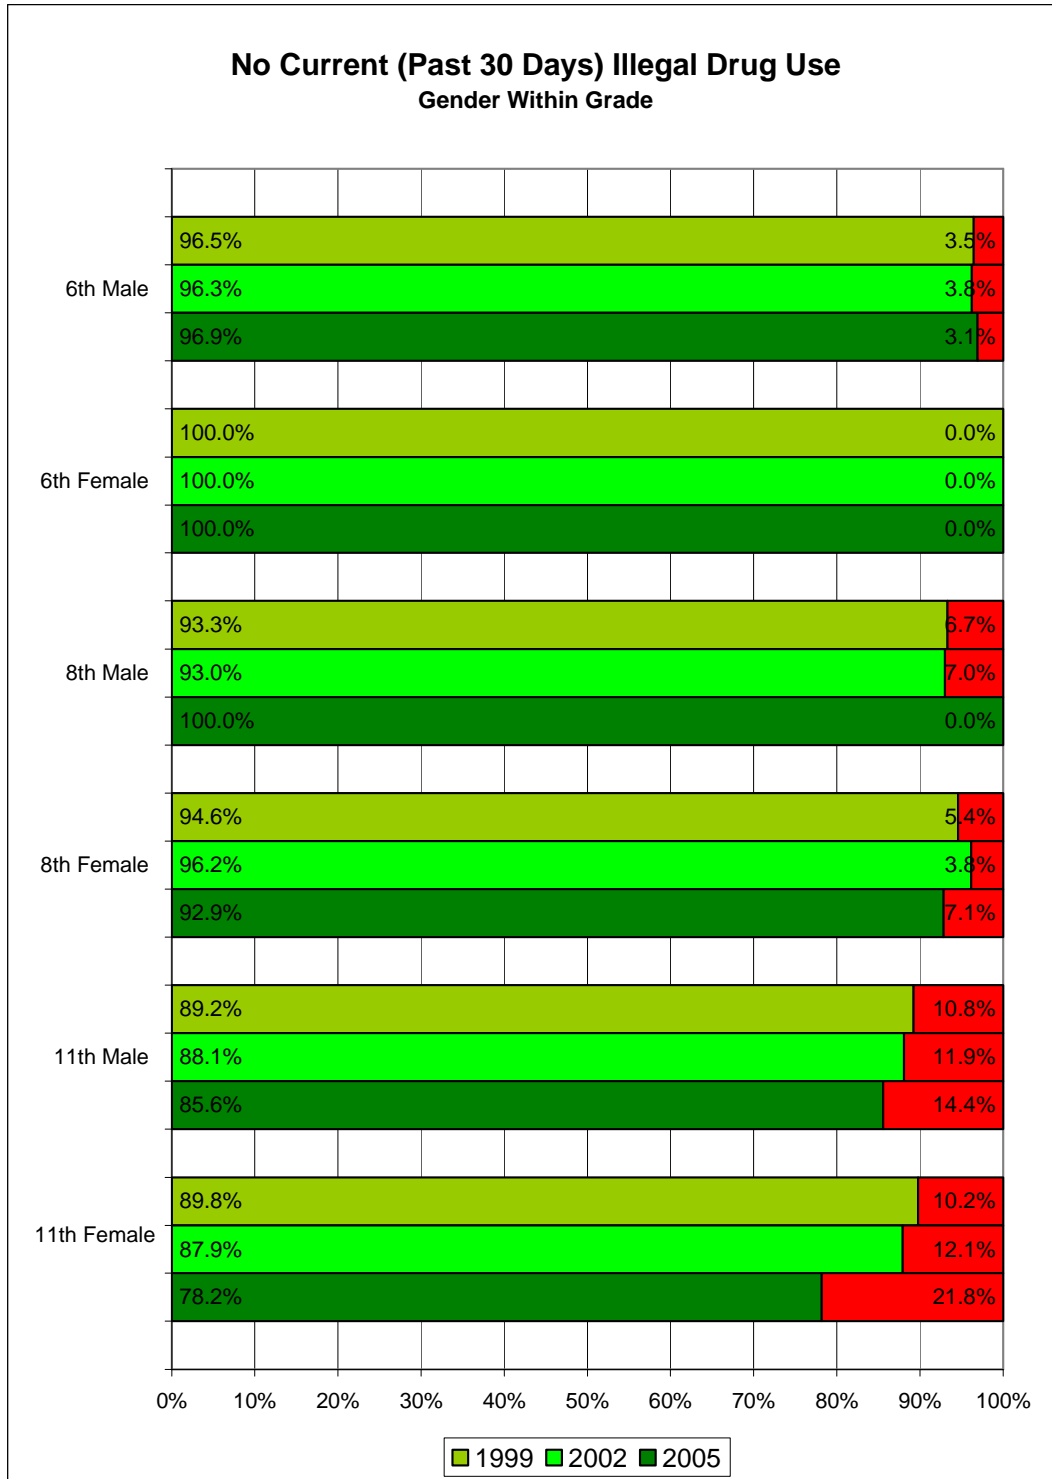 No Current (Past 30 Days) Illegal Drug Use
Gender Within Grade
96.5% 3.5%
6th Male 96.3% 3.8%
96.9% 3.1%
100.0% 0.0%
6th Female 100.0% 0.0%
100.0% 0.0%
93.3% 6.7%
8th Male 93.0% 7.0%
100.0% 0.0%
94.6% 5.4%
8th Female 96.2% 3.8%
92.9% 7.1%
89.2% 10.8%
11th Male 88.1% 11.9%
85.6% 14.4%
89.8% 10.2%
11th Female 87.9% 12.1%
78.2% 21.8%
0% 10% 20% 30% 40% 50% 60% 70% 80% 90% 100%
1999 2002 2005